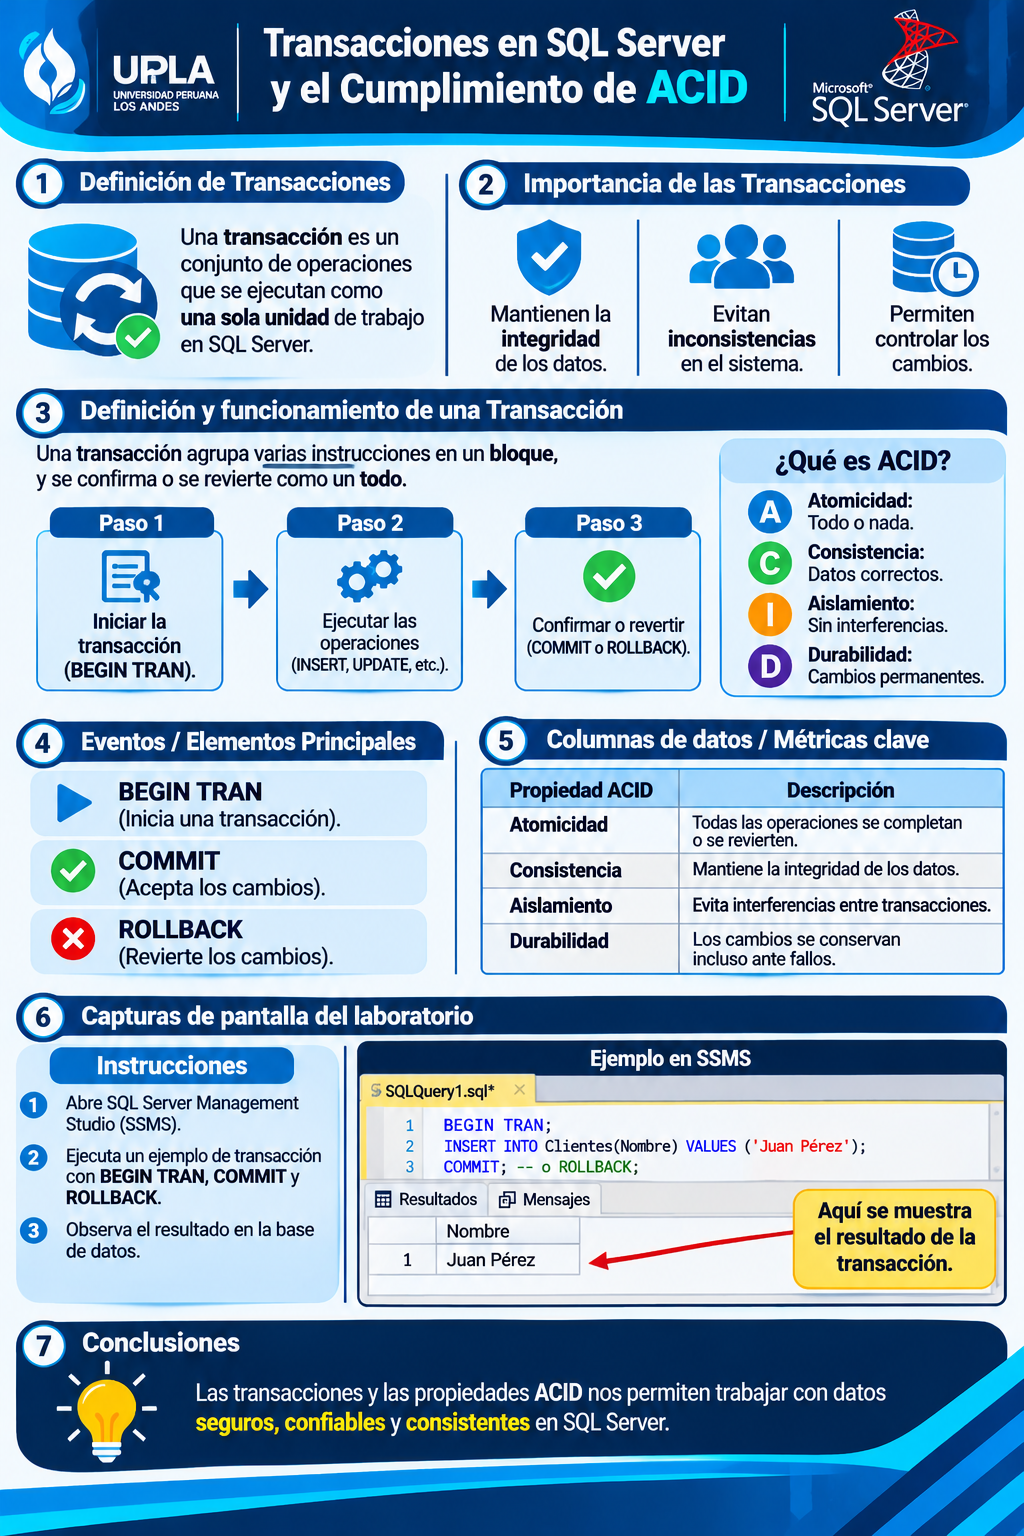 UPLA
UNIVERSIDAD PERUANA
LOS ANDES
Transacciones en SQL Server
y el Cumplimiento de ACID
Microsoft®
SQL Server®
1 Definición de Transacciones
Una transacción es un
conjunto de operaciones
que se ejecutan como
una sola unidad de trabajo
en SQL Server.
2 Importancia de las Transacciones
Mantienen la
integridad
de los datos.
Evitan
inconsistencias
en el sistema.
Permiten
controlar los
cambios.
3 Definición y funcionamiento de una Transacción
Una transacción agrupa varias instrucciones en un bloque,
y se confirma o se revierte como un todo.
Paso 1
Iniciar la
transacción
(BEGIN TRAN).
Paso 2
Ejecutar las
operaciones
(INSERT, UPDATE, etc.).
Paso 3
Confirmar o revertir
(COMMIT o ROLLBACK).
¿Qué es ACID?
A Atomicidad:
Todo o nada.
C Consistencia:
Datos correctos.
I Aislamiento:
Sin interferencias.
D Durabilidad:
Cambios permanentes.
4 Eventos / Elementos Principales
BEGIN TRAN
(Inicia una transacción).
COMMIT
(Acepta los cambios).
ROLLBACK
(Revierte los cambios).
5 Columnas de datos / Métricas clave
Propiedad ACID Descripción
Atomicidad Todas las operaciones se completan
o se revierten.
Consistencia Mantiene la integridad de los datos.
Aislamiento Evita interferencias entre transacciones.
Durabilidad Los cambios se conservan
incluso ante fallos.
6 Capturas de pantalla del laboratorio
Instrucciones
1 Abre SQL Server Management
Studio (SSMS).
2 Ejecuta un ejemplo de transacción
con BEGIN TRAN, COMMIT y
ROLLBACK.
3 Observa el resultado en la base
de datos.
Ejemplo en SSMS
SQLQuery1.sql* ×
1 BEGIN TRAN;
2 INSERT INTO Clientes(Nombre) VALUES ('Juan Pérez');
3 COMMIT; -- o ROLLBACK;
Resultados Mensajes
Nombre
1 Juan Pérez
Aquí se muestra
el resultado de la
transacción.
7 Conclusiones
Las transacciones y las propiedades ACID nos permiten trabajar con datos
seguros, confiables y consistentes en SQL Server.